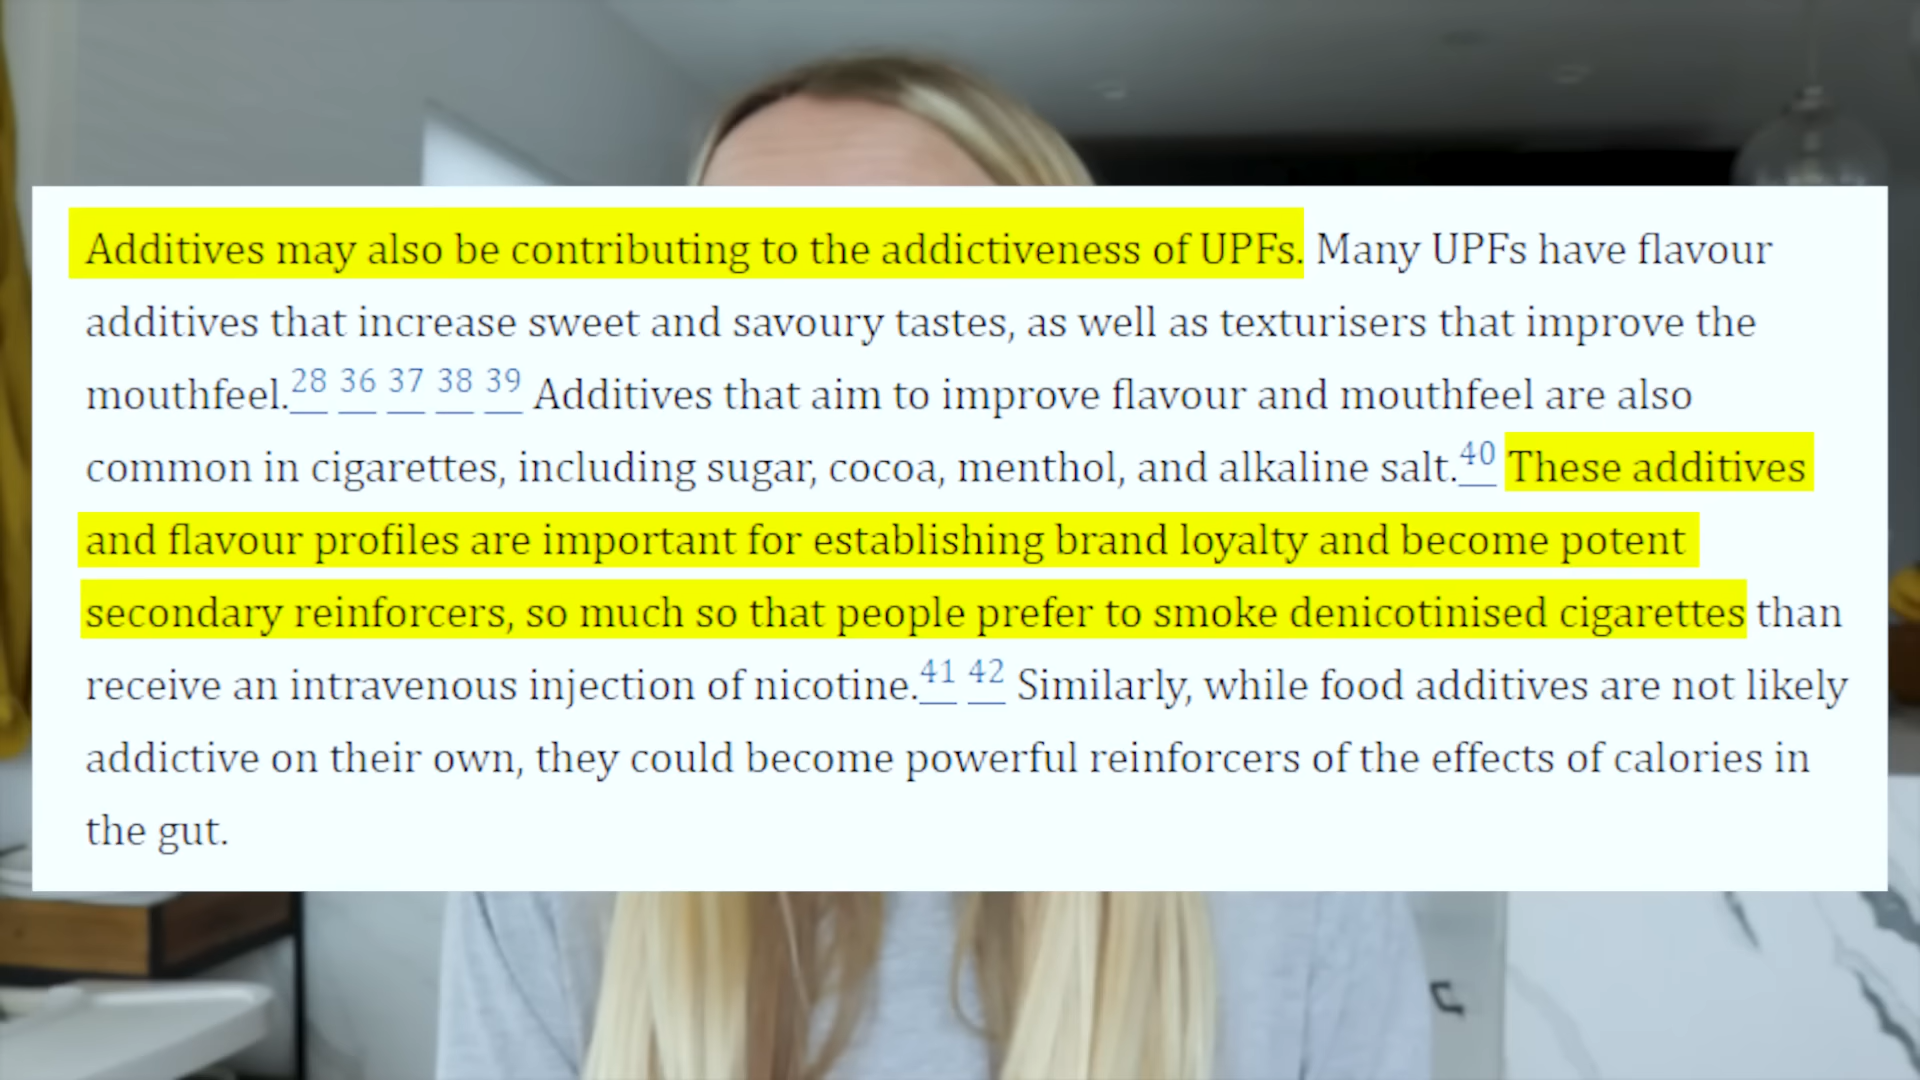 Additives may also be contributing to the addictiveness of UPFs. Many UPFs have flavour
additives that increase sweet and savoury tastes, as well as texturisers that improve the
mouthfeel.28 36 37 38 39 Additives that aim to improve flavour and mouthfeel are also
common in cigarettes, including sugar, cocoa, menthol, and alkaline salt.40 These additives
and flavour profiles are important for establishing brand loyalty and become potent
secondary reinforcers, so much so that people prefer to smoke denicotinised cigarettes than
receive an intravenous injection of nicotine.41 42 Similarly, while food additives are not likely
addictive on their own, they could become powerful reinforcers of the effects of calories in
the gut.